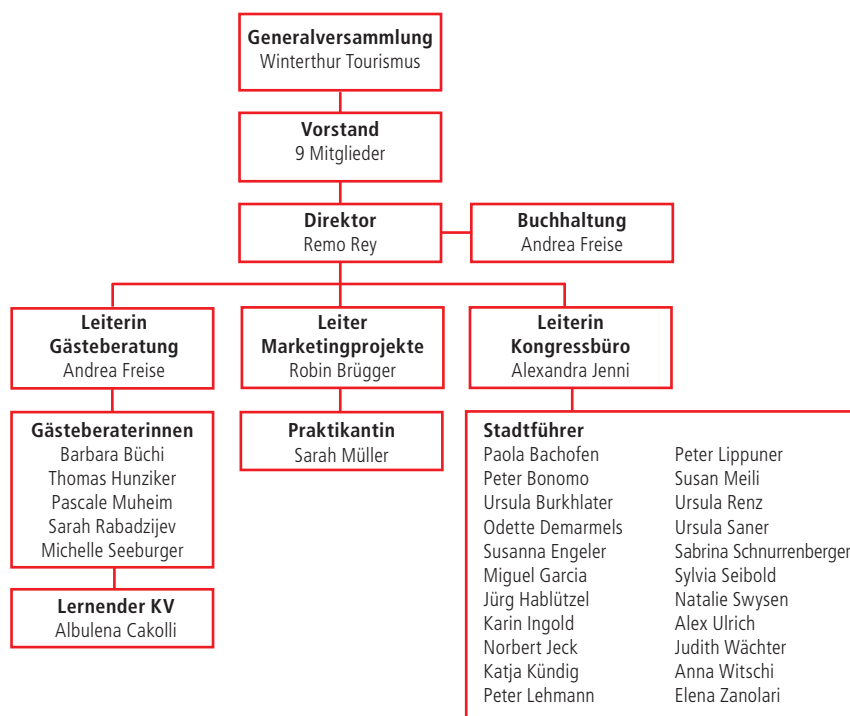 Generalversammlung
Winterthur Tourismus
Vorstand
9 Mitglieder
Direktor
Remo Rey
Buchhaltung
Andrea Freise
Leiterin
Gästeberatung
Andrea Freise
Leiter
Marketingprojekte
Robin Brügger
Leiterin
Kongressbüro
Alexandra Jenni
Gästeberaterinnen
Barbara Büchi
Thomas Hunziker
Pascale Muheim
Sarah Rabadzijev
Michelle Seeburger
Praktikantin
Sarah Müller
Stadtführer
Paola Bachofen
Peter Bonomo
Ursula Burkhlater
Odette Demarmels
Susanna Engeler
Miguel Garcia
Jürg Hablützel
Karin Ingold
Norbert Jeck
Katja Kündig
Peter Lehmann
Peter Lippuner
Susan Meili
Ursula Renz
Ursula Saner
Sabrina Schnurrenberger
Sylvia Seibold
Natalie Swysen
Alex Ulrich
Judith Wächter
Anna Witschi
Elena Zanolari
Lernender KV
Albulena Cakolli